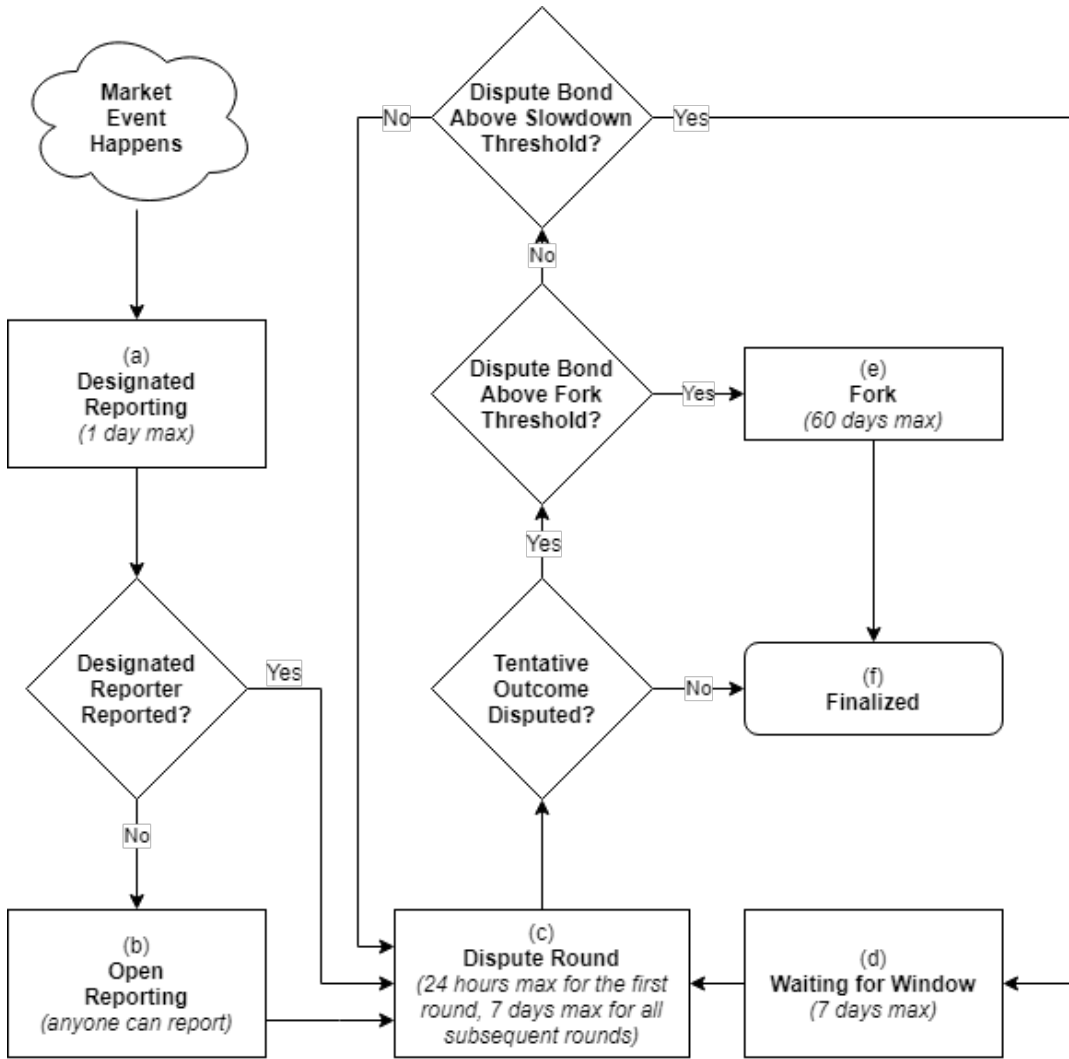 Market
Event
Happens
(a)
Designated
Reporting
(1 day max)
Designated
Reporter
Reported?
Yes
No
(b)
Open
Reporting
(anyone can report)
Dispute Bond
Above Slowdown
Threshold?
No
Yes
No
Dispute Bond
Above Fork
Threshold?
Yes
(e)
Fork
(60 days max)
Yes
Tentative
Outcome
Disputed?
No
(f)
Finalized
(c)
Dispute Round
(24 hours max for the first
round, 7 days max for all
subsequent rounds)
(d)
Waiting for Window
(7 days max)